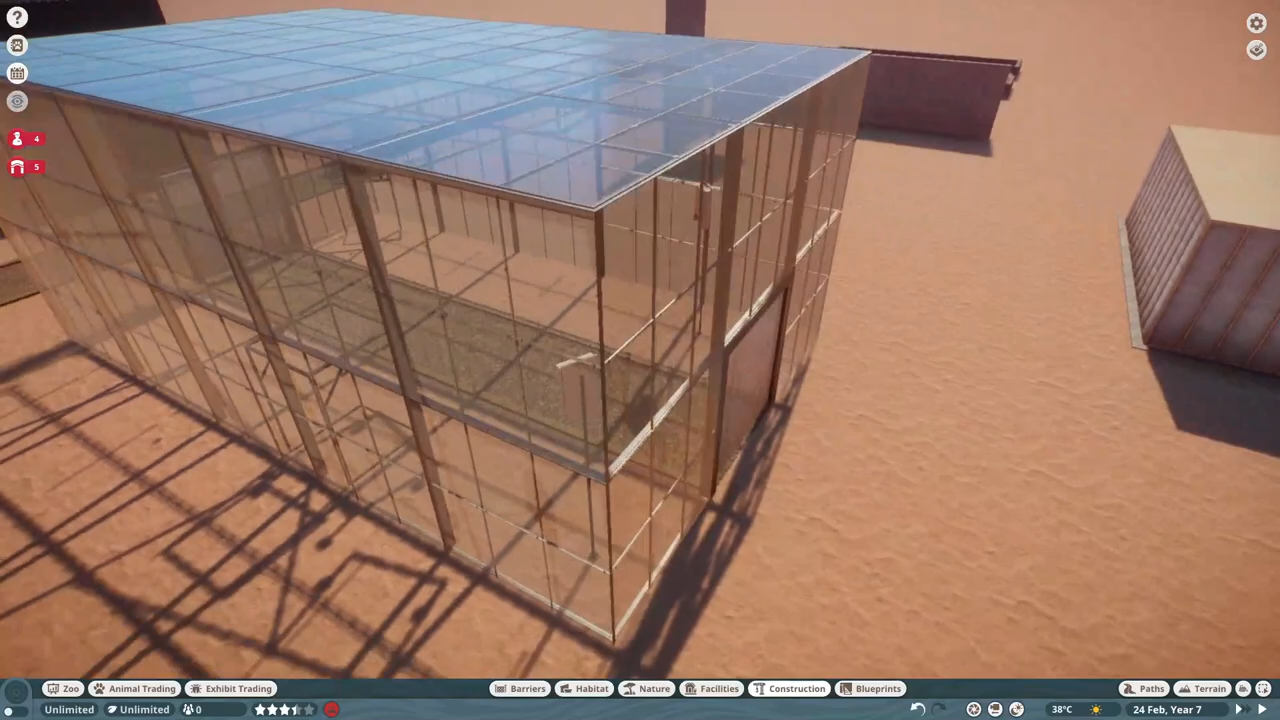 ?
4
5
Zoo Animal Trading Exhibit Trading Barriers Habitat Nature Facilities Construction Blueprints Paths Terrain
Unlimited Unlimited 0 38°C 24 Feb, Year 7